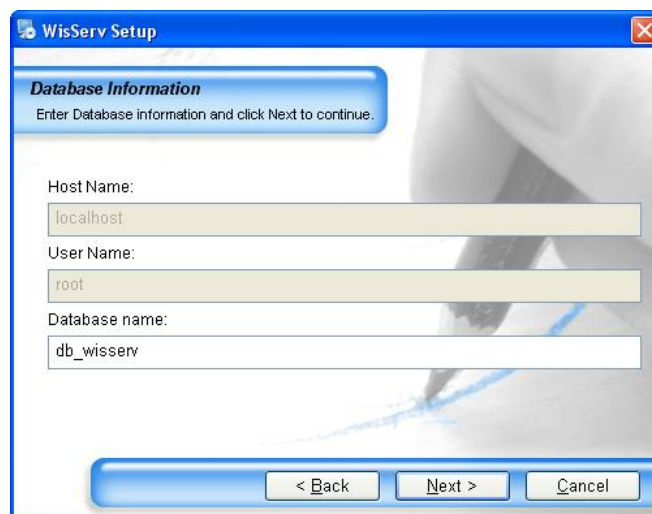 WisServ Setup
Database Information
Enter Database information and click Next to continue.
Host Name:
localhost
User Name:
root
Database name:
db_wisserv
< Back
Next >
Cancel